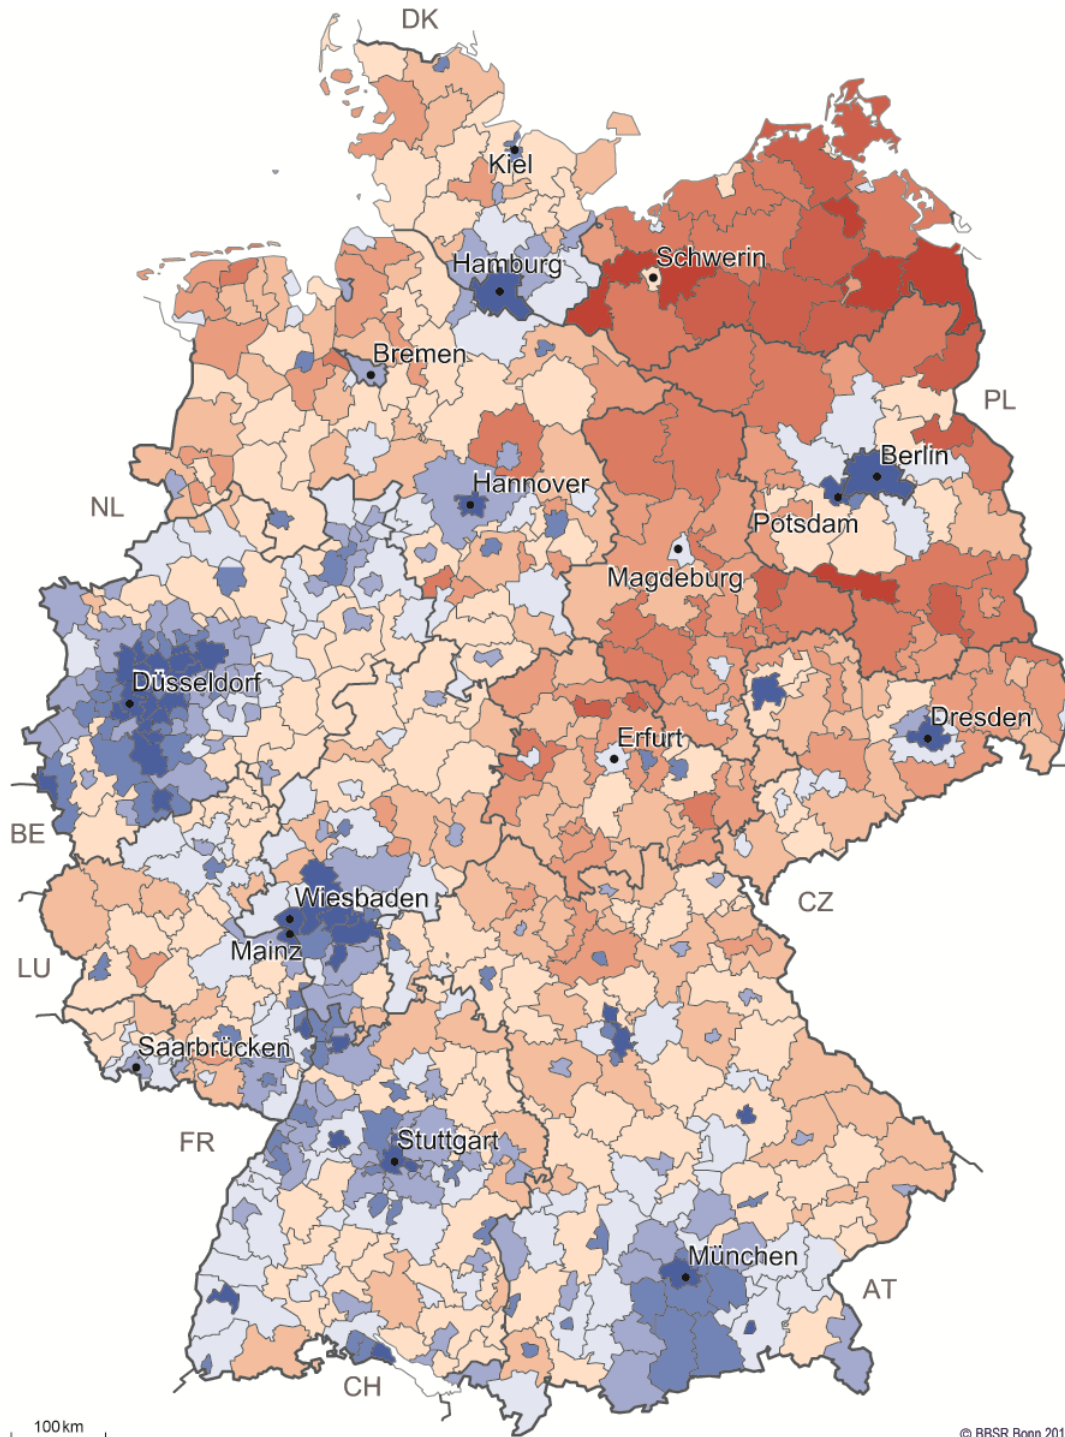 DK
Kiel
Hamburg
Schwerin
Bremen
PL
Berlin
Hannover
NL
Potsdam
Magdeburg
Düsseldorf
Dresden
Erfurt
BE
Wiesbaden
CZ
Mainz
LU
Saarbrücken
FR
Stuttgart
München
AT
CH
100 km
© BBSR Bonn 201